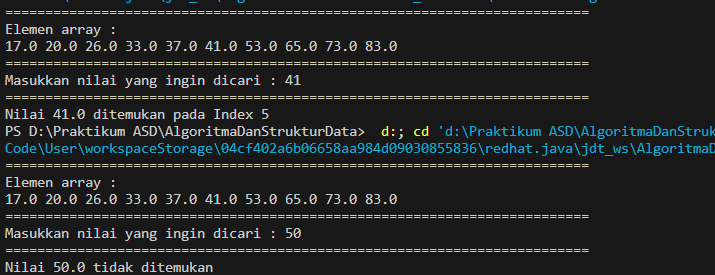 ================================================================
Elemen array :
17.0 20.0 26.0 33.0 37.0 41.0 53.0 65.0 73.0 83.0
================================================================
Masukkan nilai yang ingin dicari : 41
================================================================
Nilai 41.0 ditemukan pada Index 5
PS D:\Praktikum ASD\AlgoritmaDanStrukturData>  d:; cd 'd:\Praktikum ASD\AlgoritmaDanStruk
Code\User\workspaceStorage\04cf402a6b06658aa984d09030855836\redhat.java\jdt_ws\AlgoritmaD
================================================================
Elemen array :
17.0 20.0 26.0 33.0 37.0 41.0 53.0 65.0 73.0 83.0
================================================================
Masukkan nilai yang ingin dicari : 50
================================================================
Nilai 50.0 tidak ditemukan